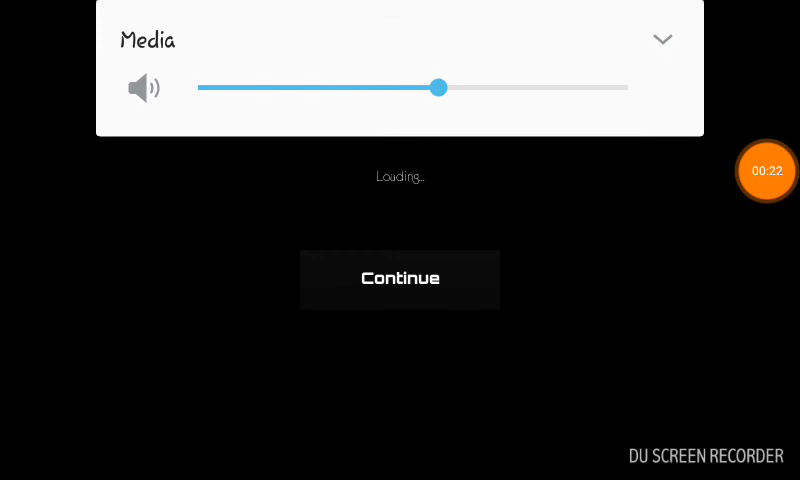 Media
Loading...
00:22
Continue
DU SCREEN RECORDER